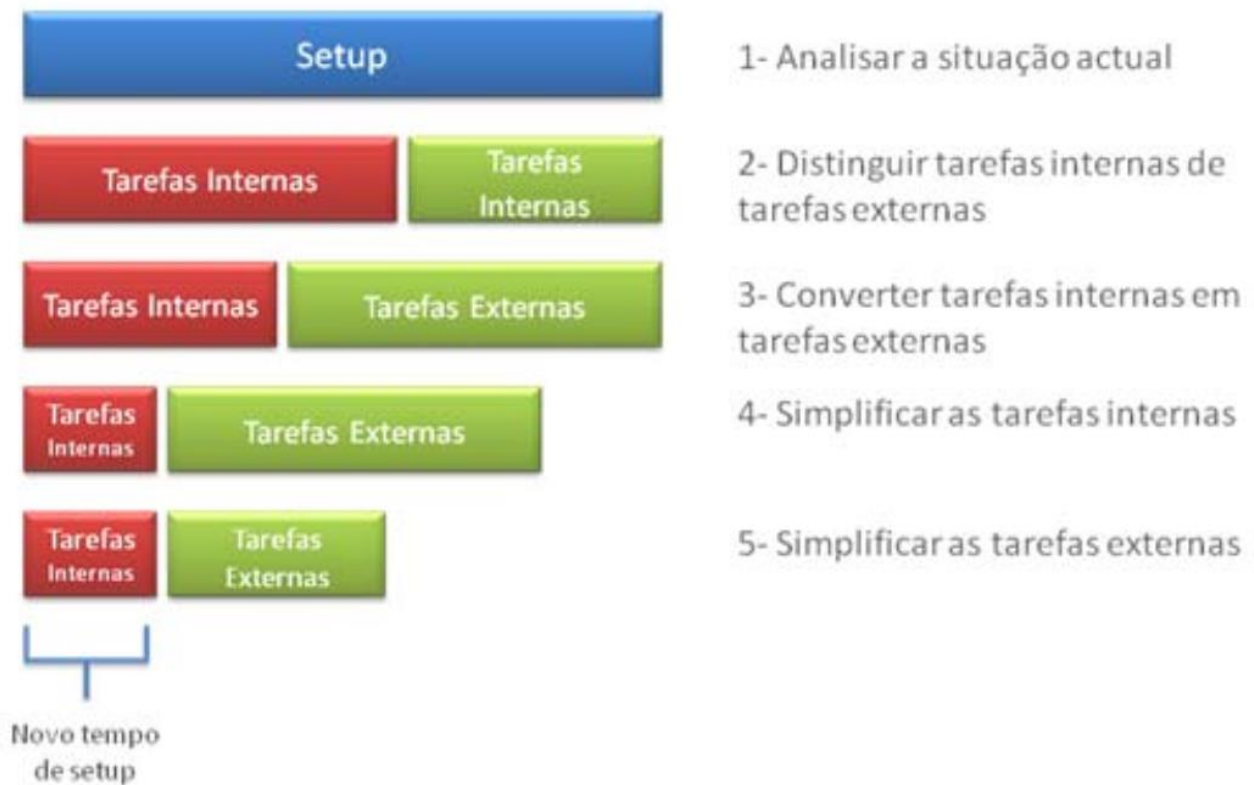 Setup
1- Analisar a situação actual
Tarefas Internas
Tarefas
Internas
2- Distinguir tarefas internas de
tarefas externas
Tarefas Internas
Tarefas Externas
3- Converter tarefas internas em
tarefas externas
Tarefas
Internas
Tarefas Externas
4- Simplificar as tarefas internas
Tarefas
Internas
Tarefas
Externas
5- Simplificar as tarefas externas
Novo tempo
de setup